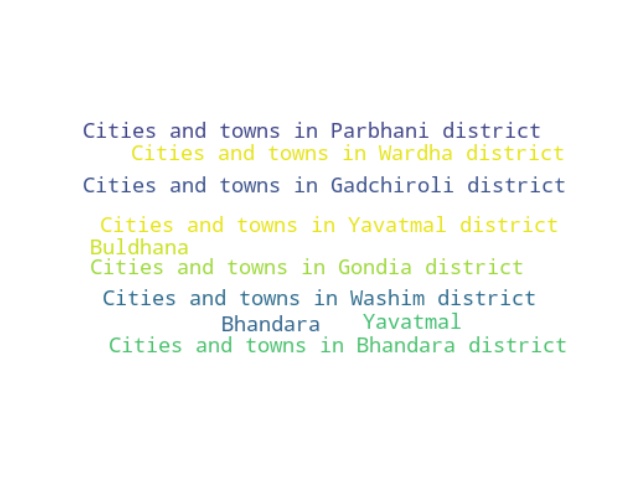 Cities and towns in Parbhani district
Cities and towns in Wardha district
Cities and towns in Gadchiroli district
Cities and towns in Yavatmal district
Buldhana
Cities and towns in Gondia district
Cities and towns in Washim district
Bhandara Yavatmal
Cities and towns in Bhandara district